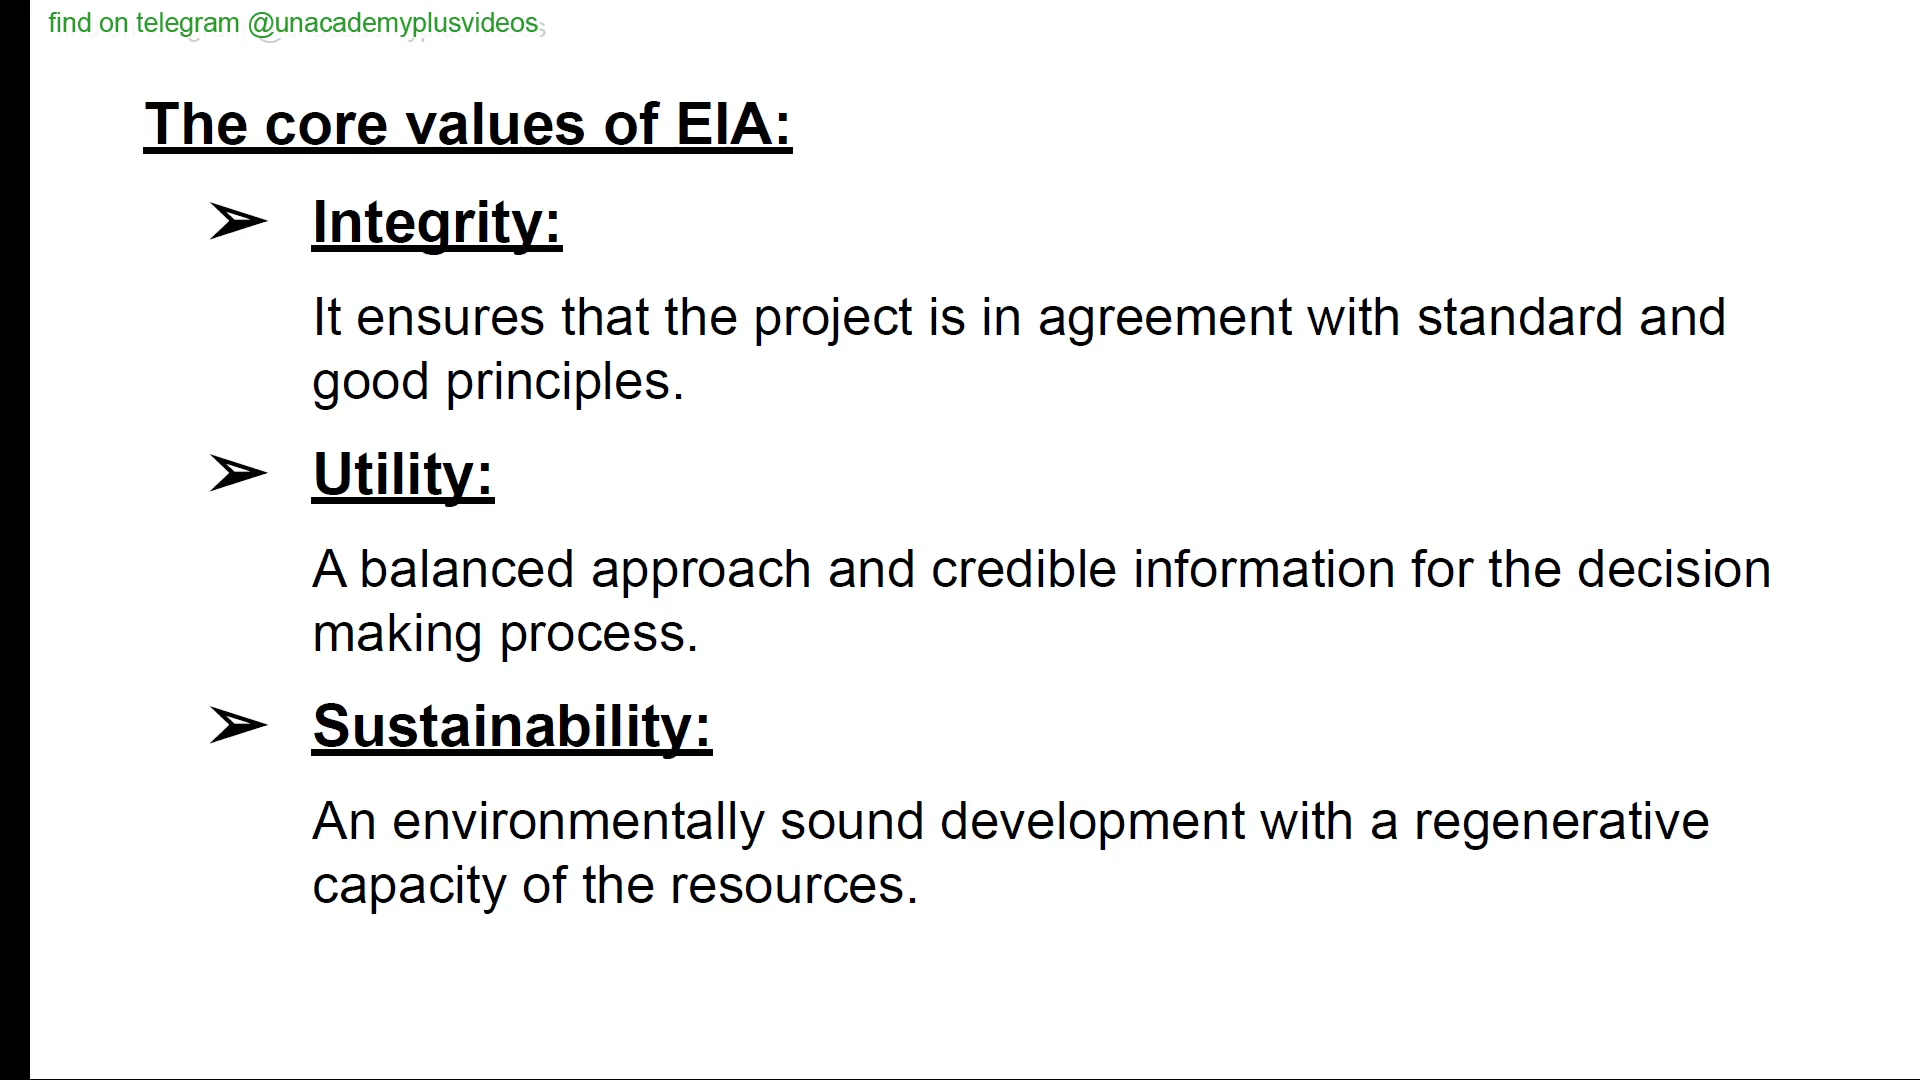 find on telegram @unacademyplusvideos
The core values of EIA:
➢ Integrity:
It ensures that the project is in agreement with standard and
good principles.
➢ Utility:
A balanced approach and credible information for the decision
making process.
➢ Sustainability:
An environmentally sound development with a regenerative
capacity of the resources.